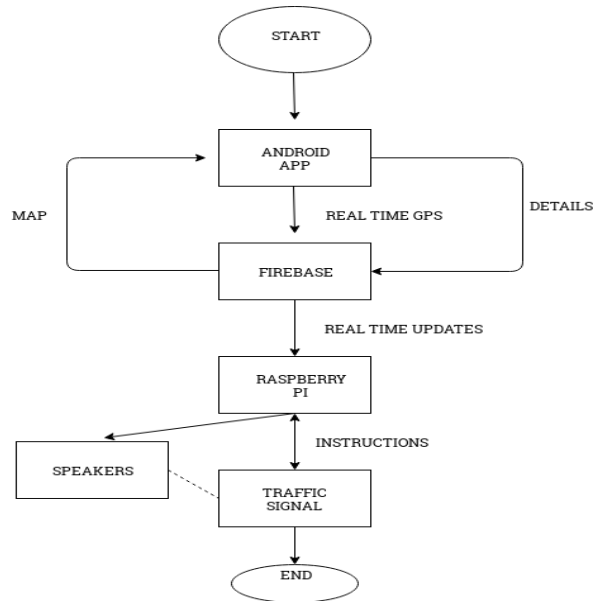 START
ANDROID
APP
MAP
DETAILS
REAL TIME GPS
FIREBASE
REAL TIME UPDATES
RASPBERRY
PI
INSTRUCTIONS
SPEAKERS
TRAFFIC
SIGNAL
END